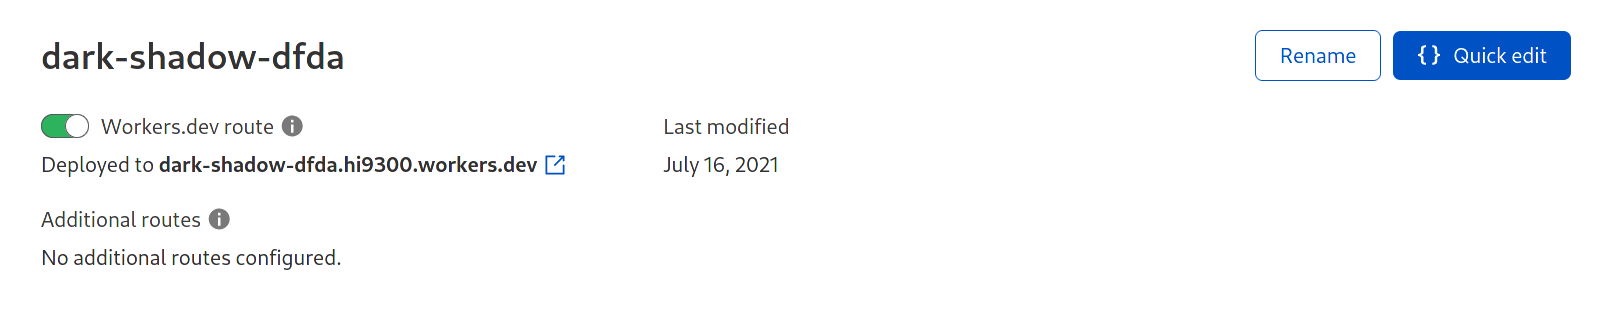 dark-shadow-dfda
Rename
{} Quick edit
Workers.dev route
Last modified
Deployed to dark-shadow-dfda.hi9300.workers.dev
July 16, 2021
Additional routes
No additional routes configured.